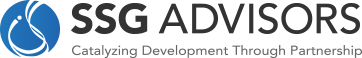 SSG ADVISORS
Catalyzing Development Through Partnership